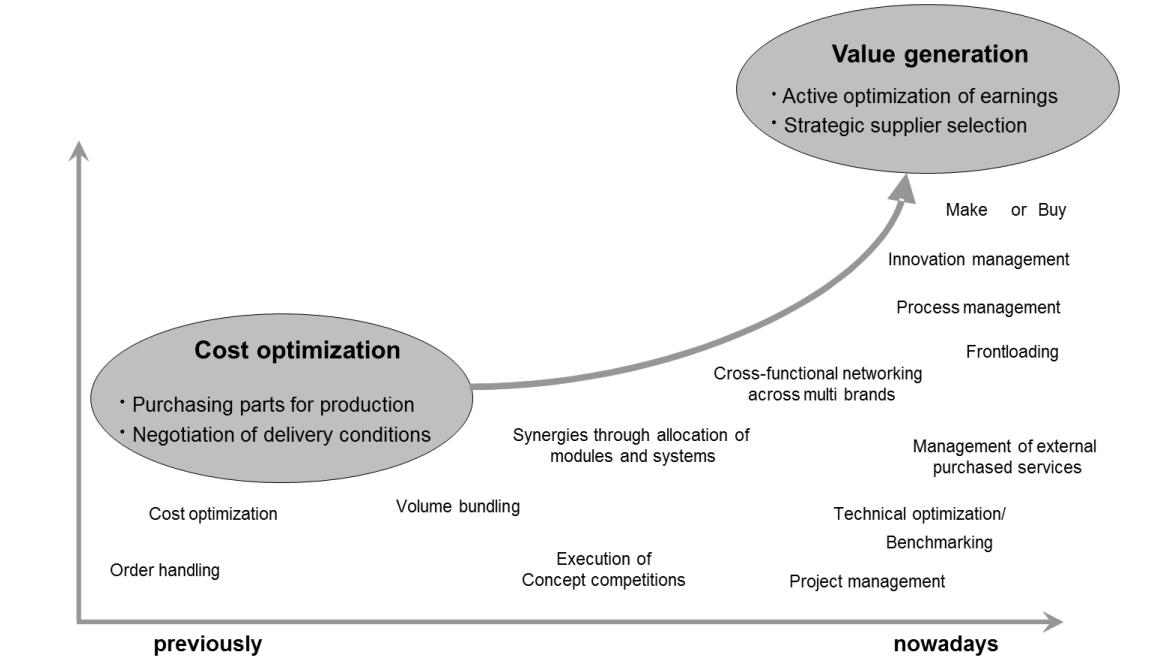 Value generation
· Active optimization of earnings
· Strategic supplier selection
Make or Buy
Innovation management
Process management
Frontloading
Cost optimization
· Purchasing parts for production
· Negotiation of delivery conditions
Cross-functional networking
across multi brands
Synergies through allocation of
modules and systems
Management of external
purchased services
Cost optimization
Volume bundling
Technical optimization/
Benchmarking
Order handling
Execution of
Concept competitions
Project management
previously
nowadays